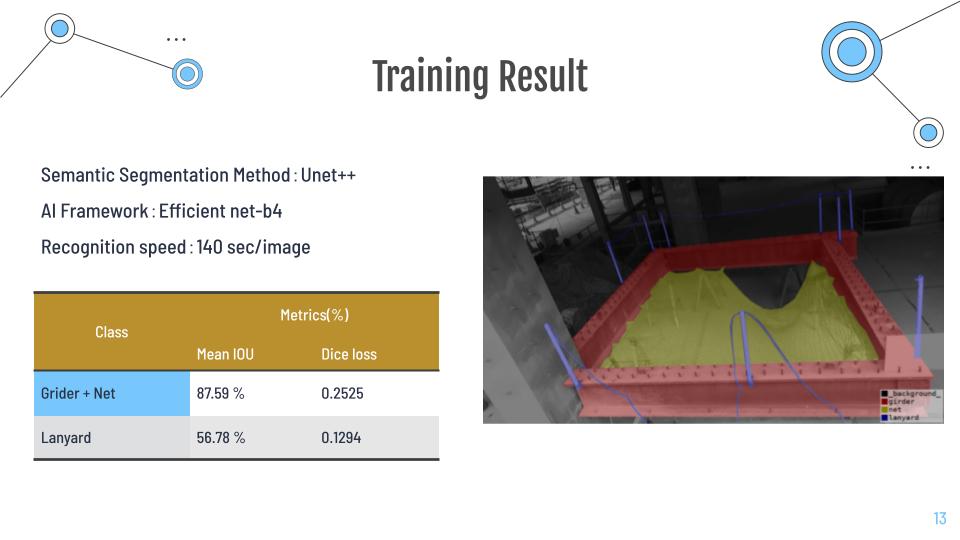 Training Result
Semantic Segmentation Method : Unet++
AI Framework : Efficient net-b4
Recognition speed : 140 sec/image
Class
Metrics(%)
Mean IOU Dice loss
Grider + Net 87.59 % 0.2525
Lanyard 56.78 % 0.1294
_background_
girder
net
lanyard
13